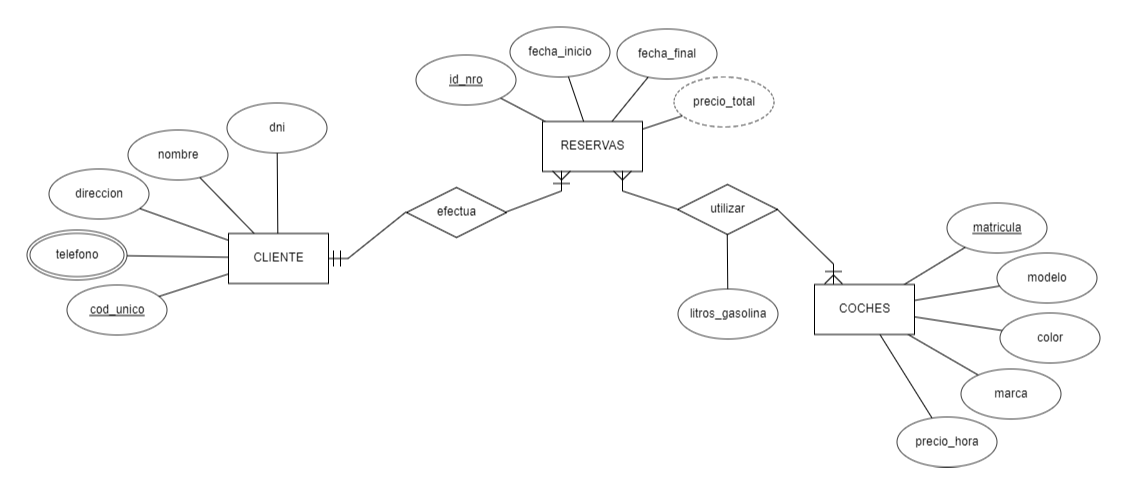 fecha_inicio
fecha_final
id_nro
precio_total
dni
RESERVAS
nombre
direccion
efectua
utilizar
matricula
telefono
CLIENTE
modelo
cod_unico
litros_gasolina
COCHES
color
marca
precio_hora